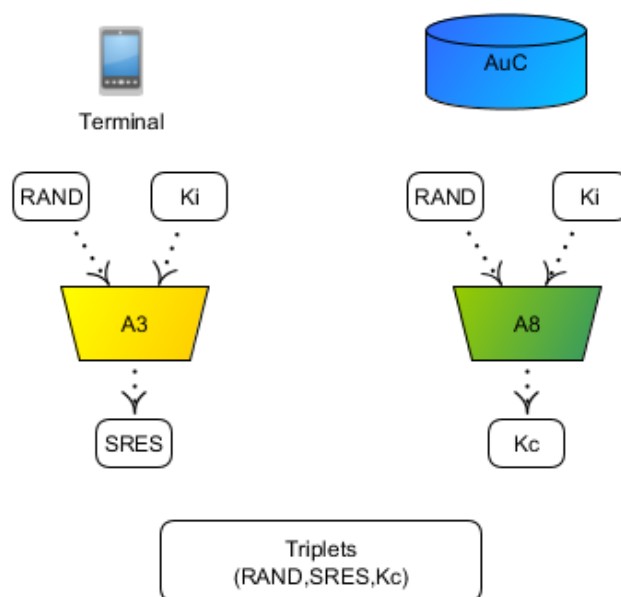 Terminal
AuC
RAND
Ki
RAND
Ki
A3
A8
SRES
Kc
Triplets
(RAND,SRES,Kc)